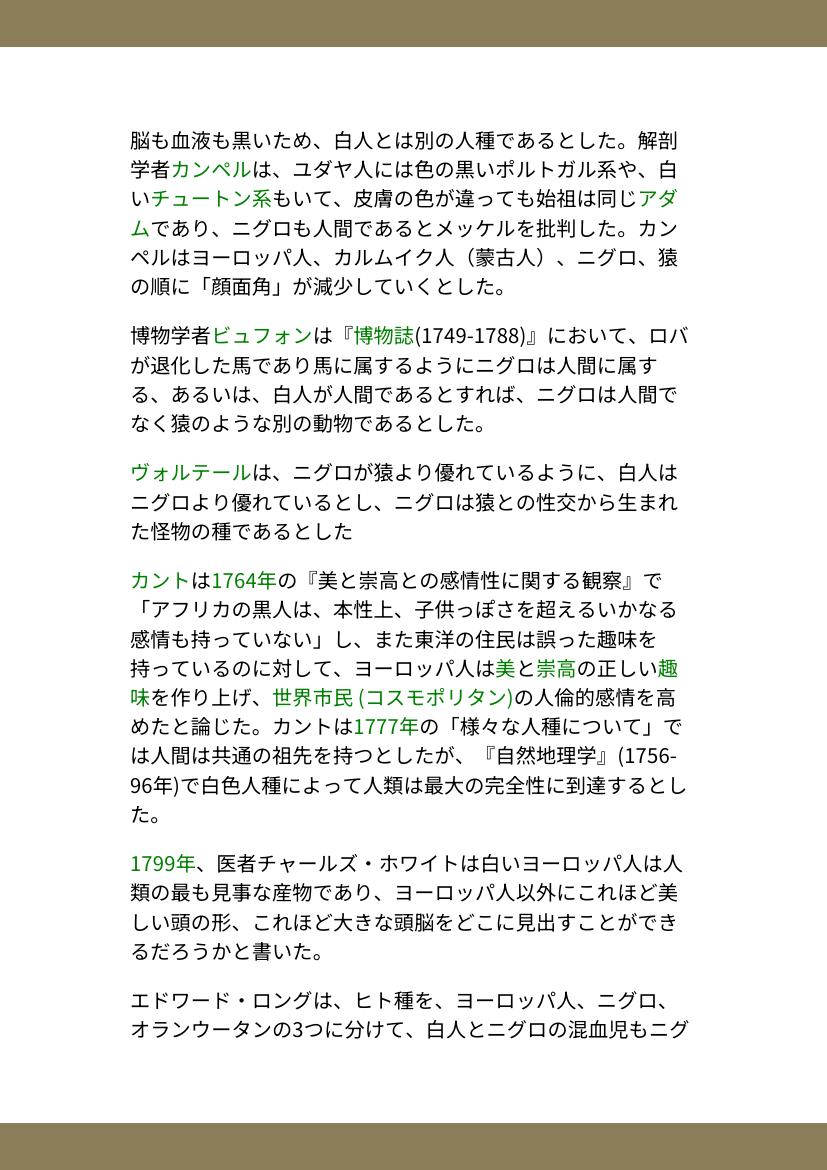 脳も血液も黒いため、白人とは別の人種であるとした。解剖
学者カンペルは、ユダヤ人には色の黒いポルトガル系や、白
いチュートン系もいて、皮膚の色が違っても始祖は同じアダ
ムであり、ニグロも人間であるとメッケルを批判した。カン
ペルはヨーロッパ人、カルムイク人（蒙古人）、ニグロ、猿
の順に「顔面角」が減少していくとした。
博物学者ビュフォンは『博物誌(1749-1788)』において、ロバ
が退化した馬であり馬に属するようにニグロは人間に属す
る、あるいは、白人が人間であるとすれば、ニグロは人間で
なく猿のような別の動物であるとした。
ヴォルテールは、ニグロが猿より優れているように、白人は
ニグロより優れているとし、ニグロは猿との性交から生まれ
た怪物の種であるとした
カントは1764年の『美と崇高との感情性に関する観察』で
「アフリカの黒人は、本性上、子供っぽさを超えるいかなる
感情も持っていない」し、また東洋の住民は誤った趣味を
持っているのに対して、ヨーロッパ人は美と崇高の正しい趣
味を作り上げ、世界市民 (コスモポリタン)の人倫的感情を高
めたと論じた。カントは1777年の「様々な人種について」で
は人間は共通の祖先を持つとしたが、『自然地理学』(1756-
96年)で白色人種によって人類は最大の完全性に到達するとし
た。
1799年、医者チャールズ・ホワイトは白いヨーロッパ人は人
類の最も見事な産物であり、ヨーロッパ人以外にこれほど美
しい頭の形、これほど大きな頭脳をどこに見出すことができ
るだろうかと書いた。
エドワード・ロングは、ヒト種を、ヨーロッパ人、ニグロ、
オランウータンの3つに分けて、白人とニグロの混血児もニグ